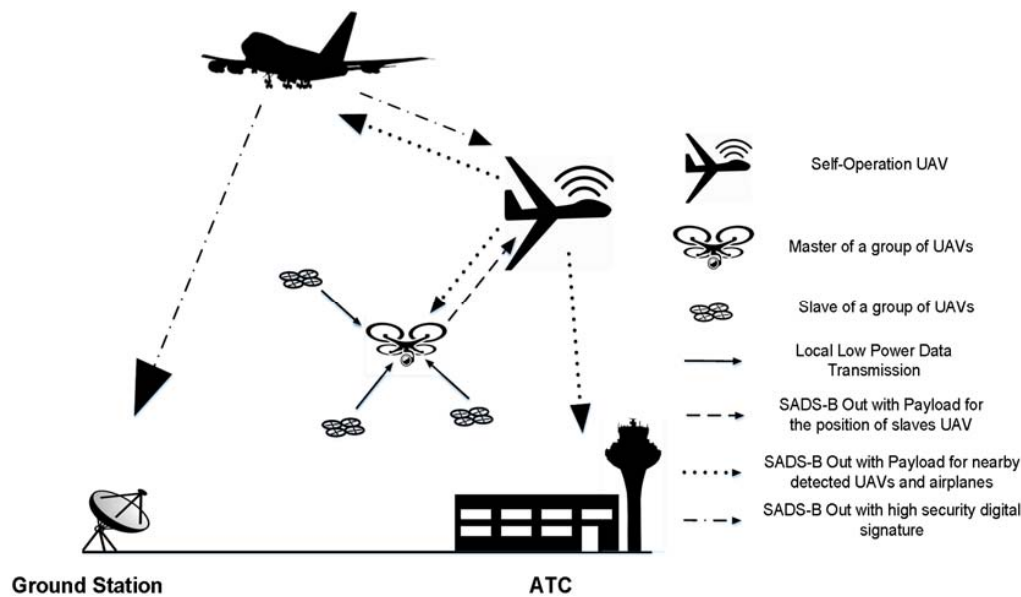 Self-Operation UAV
Master of a group of UAVs
Slave of a group of UAVs
Local Low Power Data
Transmission
SADS-B Out with Payload for
the position of slaves UAV
SADS-B Out with Payload for nearby
detected UAVs and airplanes
SADS-B Out with high security digital
signature
Ground Station
ATC